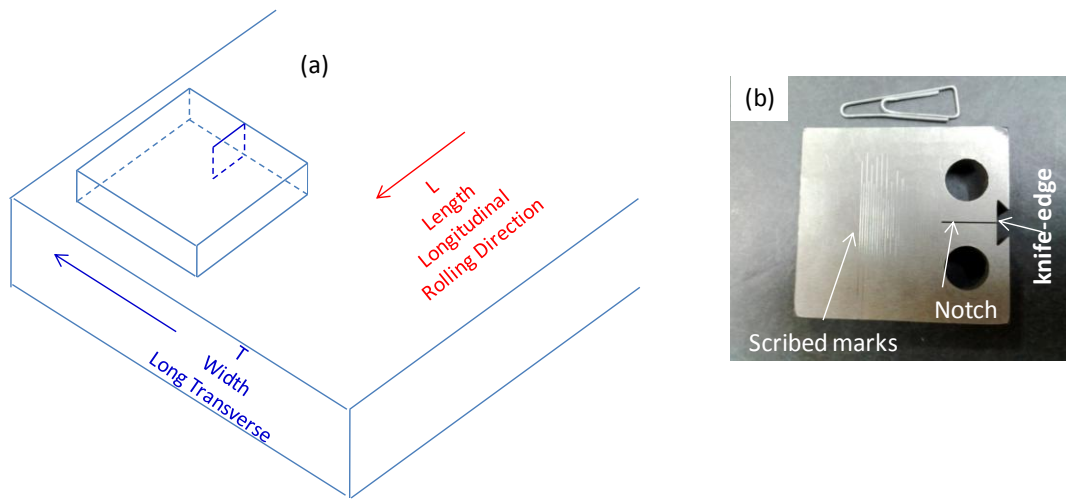 (a)
L
Length
Longitudinal
Rolling Direction
T
Width
Long Transverse
(b)
knife-edge
Notch
Scribed marks